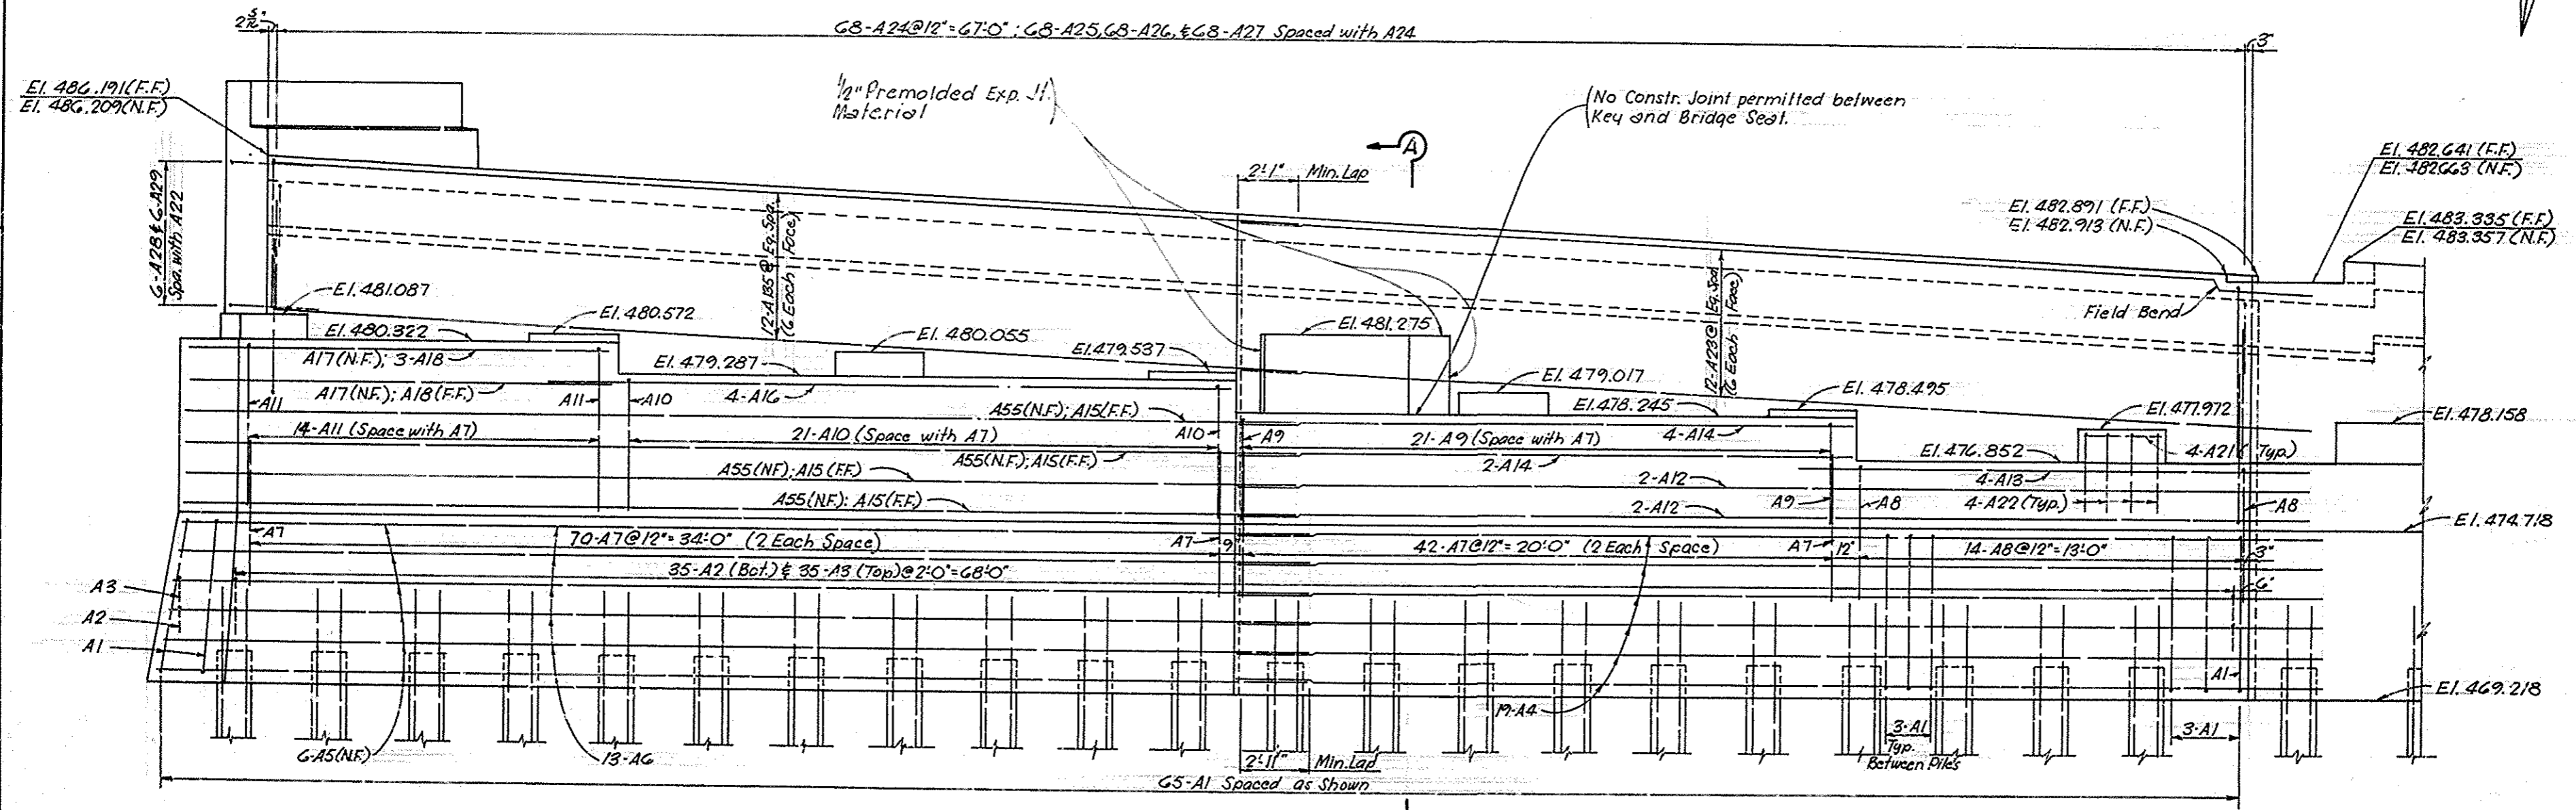 2 5/16"
68-A24@12"=67'-0" ; 68-A25, 68-A26, & 68-A27 Spaced with A24
3"
El. 486.191(F.F.)
El. 486.209(N.F.)
1/2" Premolded Exp. Jt.
Material
No Constr. Joint permitted between
Key and Bridge Seat.
A
2'-1" Min. Lap
El. 482.641 (F.F.)
El. 482.663 (N.F.)
El. 482.891 (F.F.)
El. 482.913 (N.F.)
El. 483.335 (F.F.)
El. 483.357 (N.F.)
6-A28 & 6-A29
Spa. with A22
12-A135 @ Eq. Spa.
(6 Each Face)
12-A23 @ Eq. Spa.
(6 Each Face)
Field Bend
El. 481.087
El. 480.322
El. 480.572
El. 480.055
El. 479.287
El. 479.537
El. 481.275
El. 479.017
El. 478.245
El. 478.495
El. 477.972
El. 478.158
A17(N.F.); 3-A18
A17(N.F.); A18(F.F.)
A11
A11
A10
4-A16
A55(N.F.); A15(F.F.)
14-A11 (Space with A7)
21-A10 (Space with A7)
A10
A9
21-A9 (Space with A7)
4-A14
El. 476.852
4-A21 (Typ.)
A55(N.F.); A15(F.F.)
A55(N.F.); A15(F.F.)
2-A14
2-A12
4-A13
A55(N.F.); A15(F.F.)
2-A12
A9
A8
4-A22 (Typ.)
A8
El. 474.718
A7
70-A7@12"=34'-0" (2 Each Space)
A7
9"
42-A7@12"=20'-0" (2 Each Space)
A7
12"
14-A8@12"=13'-0"
3"
35-A2 (Bot.) & 35-A3 (Top)@2'-0"=68'-0"
6"
A3
A2
A1
A1
El. 469.218
19-A4
6-A5(N.F.)
13-A6
2'-11" Min. Lap
3-A1
Typ.
Between Piles
3-A1
65-A1 Spaced as Shown